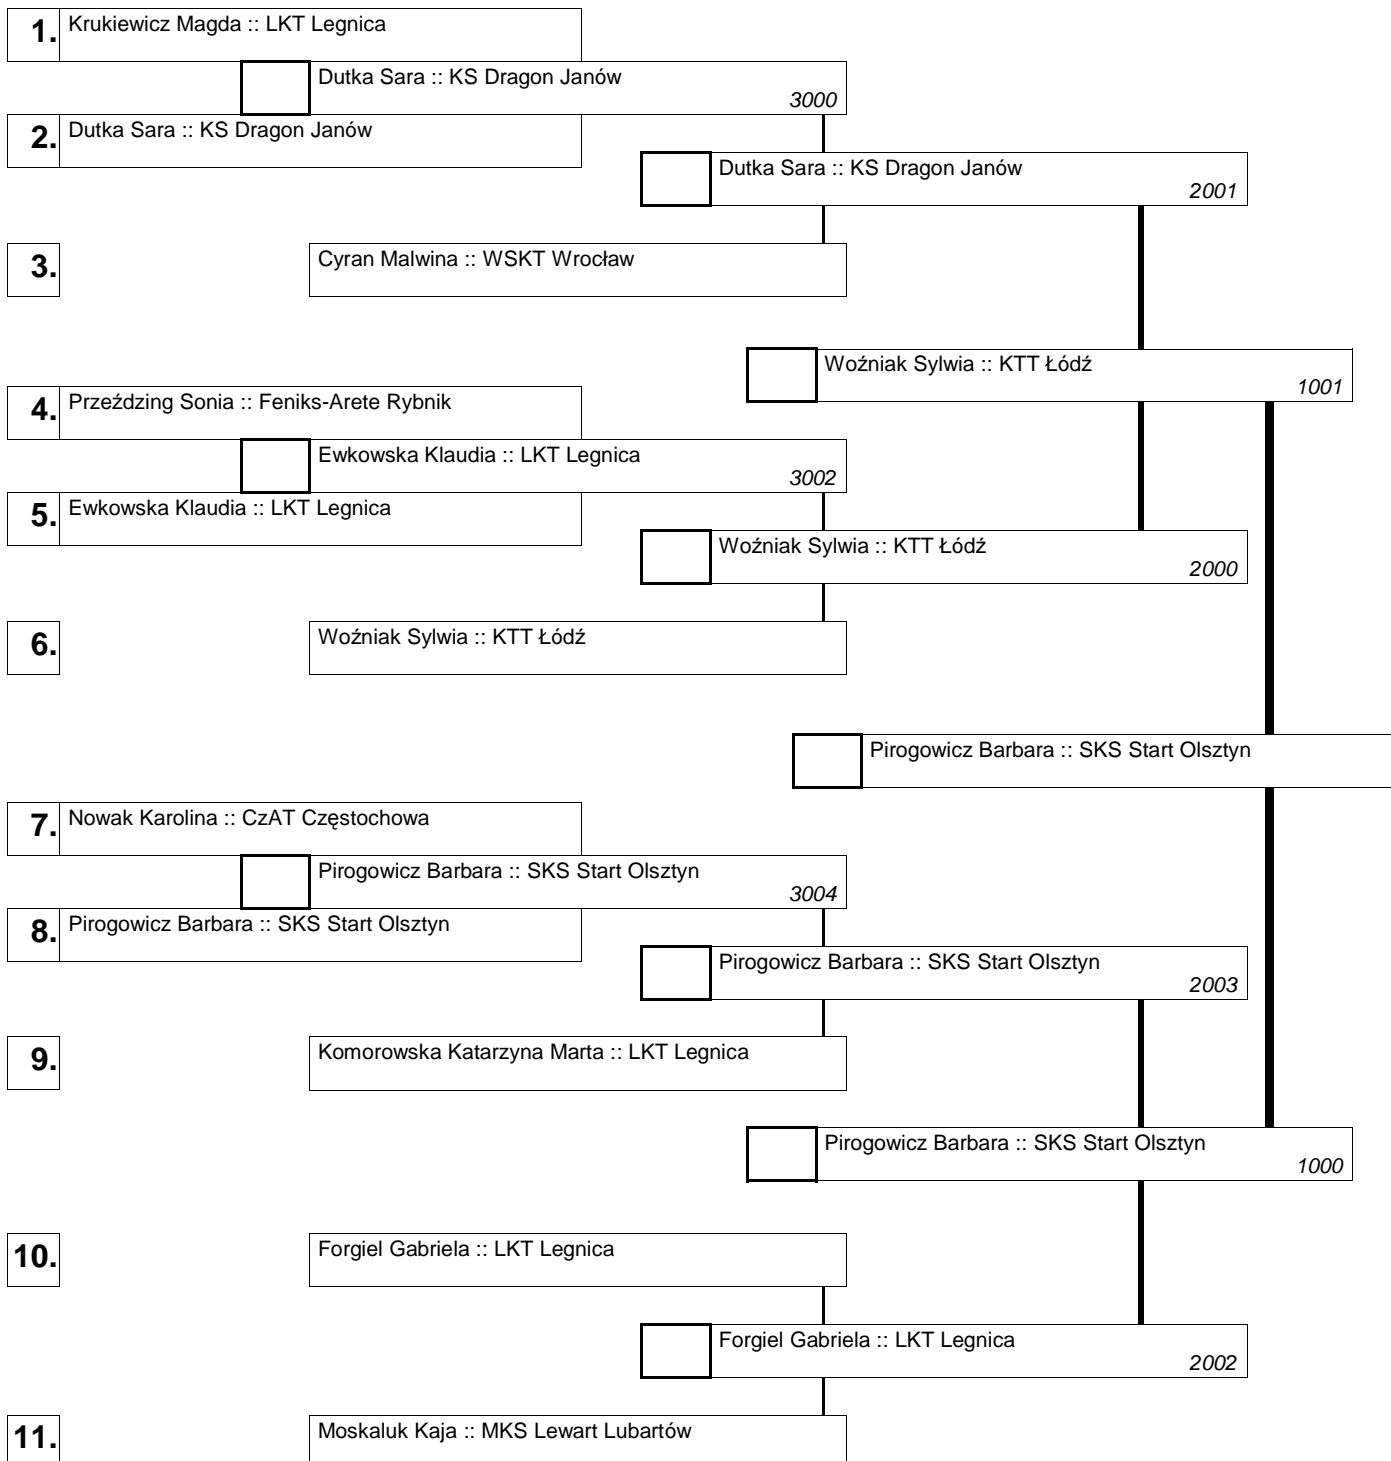 1. Krukiewicz Magda :: LKT Legnica
Dutka Sara :: KS Dragon Janów
3000
2. Dutka Sara :: KS Dragon Janów
Dutka Sara :: KS Dragon Janów
2001
3. Cyran Malwina :: WSKT Wrocław
Woźniak Sylwia :: KTT Łódź
1001
4. Przeździng Sonia :: Feniks-Arete Rybnik
Ewkowska Klaudia :: LKT Legnica
3002
5. Ewkowska Klaudia :: LKT Legnica
Woźniak Sylwia :: KTT Łódź
2000
6. Woźniak Sylwia :: KTT Łódź
Pirogowicz Barbara :: SKS Start Olsztyn
7. Nowak Karolina :: CzAT Częstochowa
Pirogowicz Barbara :: SKS Start Olsztyn
3004
8. Pirogowicz Barbara :: SKS Start Olsztyn
Pirogowicz Barbara :: SKS Start Olsztyn
2003
9. Komorowska Katarzyna Marta :: LKT Legnica
Pirogowicz Barbara :: SKS Start Olsztyn
1000
10. Forgiel Gabriela :: LKT Legnica
Forgiel Gabriela :: LKT Legnica
2002
11. Moskaluk Kaja :: MKS Lewart Lubartów